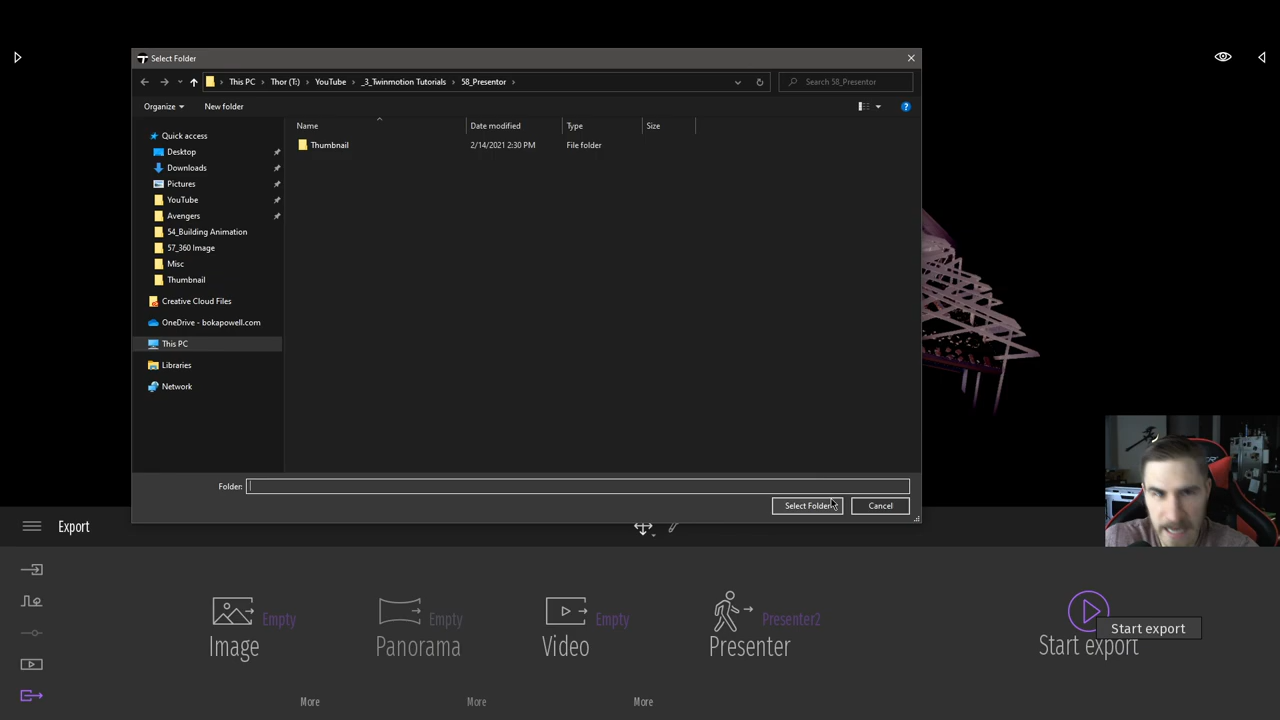 Select Folder
This PC > Thor (T:) > YouTube > _3_Twinmotion Tutorials > 58_Presentor >
Search 58_Presentor
Organize
New folder
Name
Date modified
Type
Size
Thumbnail
2/14/2021 2:30 PM
File folder
Quick access
Desktop
Downloads
Pictures
YouTube
Avengers
54_Building Animation
57_360 Image
Misc
Thumbnail
Creative Cloud Files
OneDrive - bokapowell.com
This PC
Libraries
Network
Folder:
Select Folder
Cancel
Export
Empty
Image
More
Empty
Panorama
More
Empty
Video
More
Presenter2
Presenter
Start export
Start export